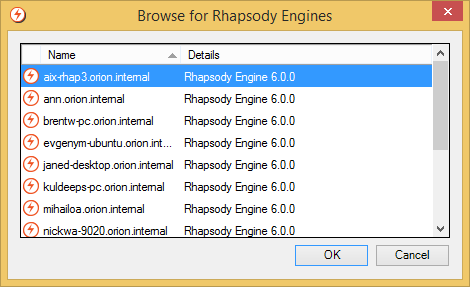 Browse for Rhapsody Engines
Name Details
aix-rhap3.orion.internal Rhapsody Engine 6.0.0
ann.orion.internal Rhapsody Engine 6.0.0
brentw-pc.orion.internal Rhapsody Engine 6.0.0
evgenym-ubuntu.orion.int... Rhapsody Engine 6.0.0
janed-desktop.orion.internal Rhapsody Engine 6.0.0
kuldeeps-pc.orion.internal Rhapsody Engine 6.0.0
mihailoa.orion.internal Rhapsody Engine 6.0.0
nickwa-9020.orion.internal Rhapsody Engine 6.0.0
OK Cancel